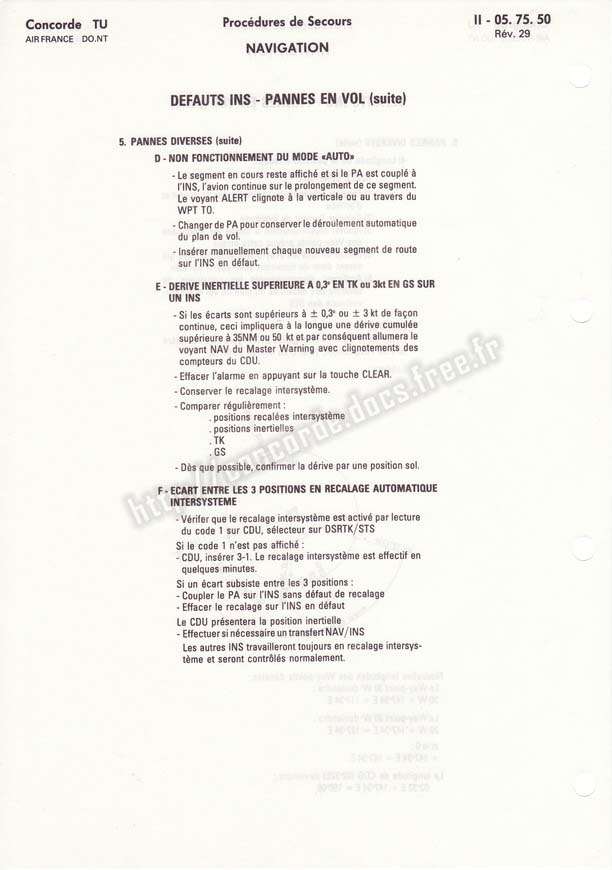 Concorde TU
AIR FRANCE DO.NT
Procédures de Secours
NAVIGATION
II - 05. 75. 50
Rév. 29
DEFAUTS INS - PANNES EN VOL (suite)
5. PANNES DIVERSES (suite)
D - NON FONCTIONNEMENT DU MODE «AUTO»
- Le segment en cours reste affiché et si le PA est couplé à
l'INS, l'avion continue sur le prolongement de ce segment.
Le voyant ALERT clignote à la verticale ou au travers du
WPT TO.
- Changer de PA pour conserver le déroulement automatique
du plan de vol.
- Insérer manuellement chaque nouveau segment de route
sur l'INS en défaut.
E - DERIVE INERTIELLE SUPERIEURE A 0,3° EN TK ou 3kt EN GS SUR
UN INS
- Si les écarts sont supérieurs à ± 0,3° ou ± 3 kt de façon
continue, ceci impliquera à la longue une dérive cumulée
supérieure à 35NM ou 50 kt et par conséquent allumera le
voyant NAV du Master Warning avec clignotements des
compteurs du CDU.
- Effacer l'alarme en appuyant sur la touche CLEAR.
- Conserver le recalage intersystème.
- Comparer régulièrement :
. positions recalées intersystème
. positions inertielles
. TK
. GS
- Dès que possible, confirmer la dérive par une position sol.
http://concorde.docs.free.fr
F - ECART ENTRE LES 3 POSITIONS EN RECALAGE AUTOMATIQUE
INTERSYSTEME
- Vérifer que le recalage intersystème est activé par lecture
du code 1 sur CDU, sélecteur sur DSRTK/STS
Si le code 1 n'est pas affiché :
- CDU, insérer 3-1. Le recalage intersystème est effectif en
quelques minutes.
Si un écart subsiste entre les 3 positions :
- Coupler le PA sur l'INS sans défaut de recalage
- Effacer le recalage sur l'INS en défaut
Le CDU présentera la position inertielle
- Effectuer si nécessaire un transfert NAV/INS
Les autres INS travailleront toujours en recalage intersys-
tème et seront contrôlés normalement.